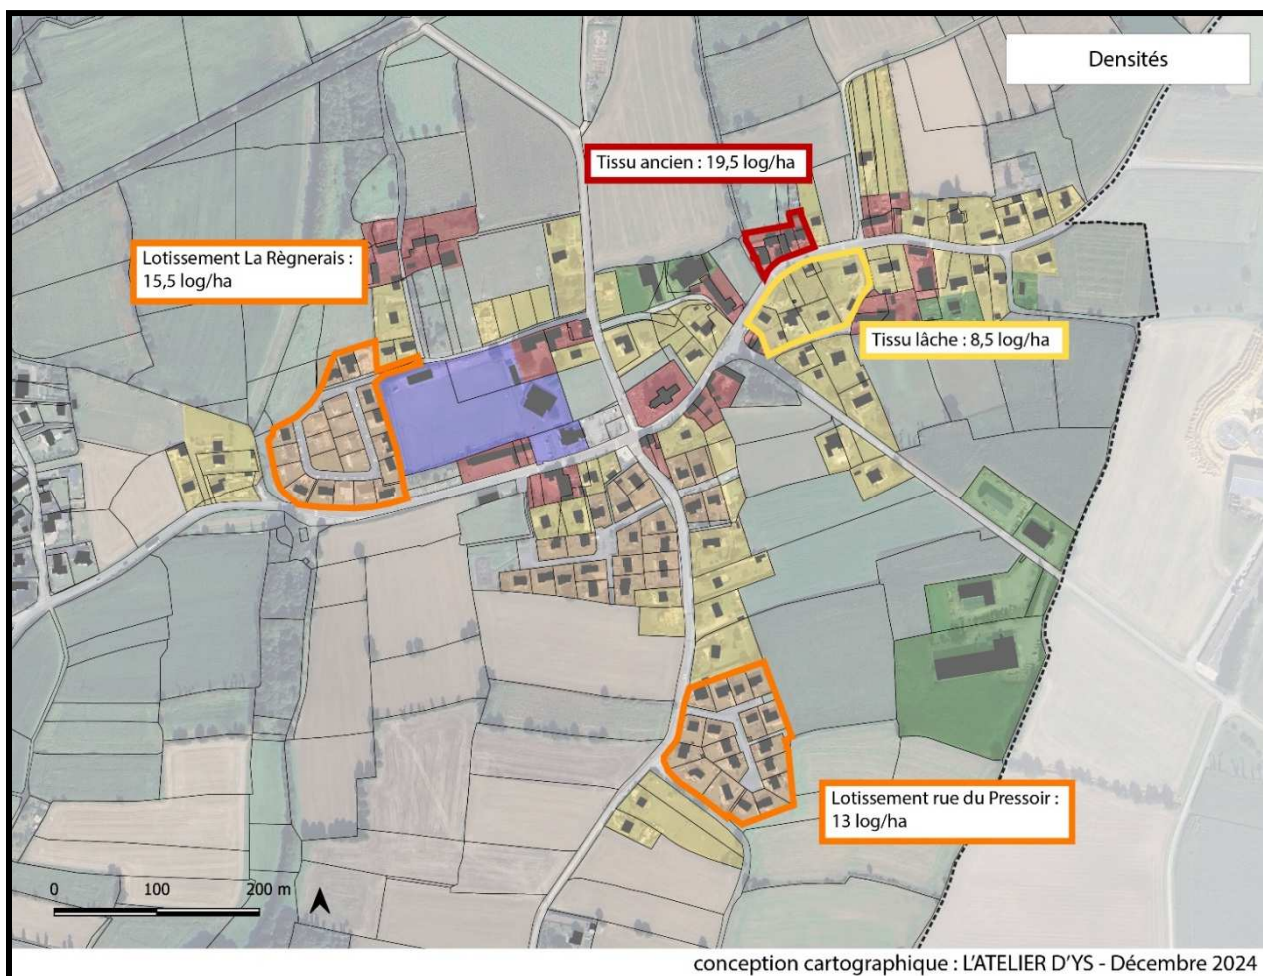 Densités
Tissu ancien : 19,5 log/ha
Lotissement La Règnerais :
15,5 log/ha
Tissu lâche : 8,5 log/ha
Lotissement rue du Pressoir :
13 log/ha
0 100 200 m
conception cartographique : L'ATELIER D'YS - Décembre 2024